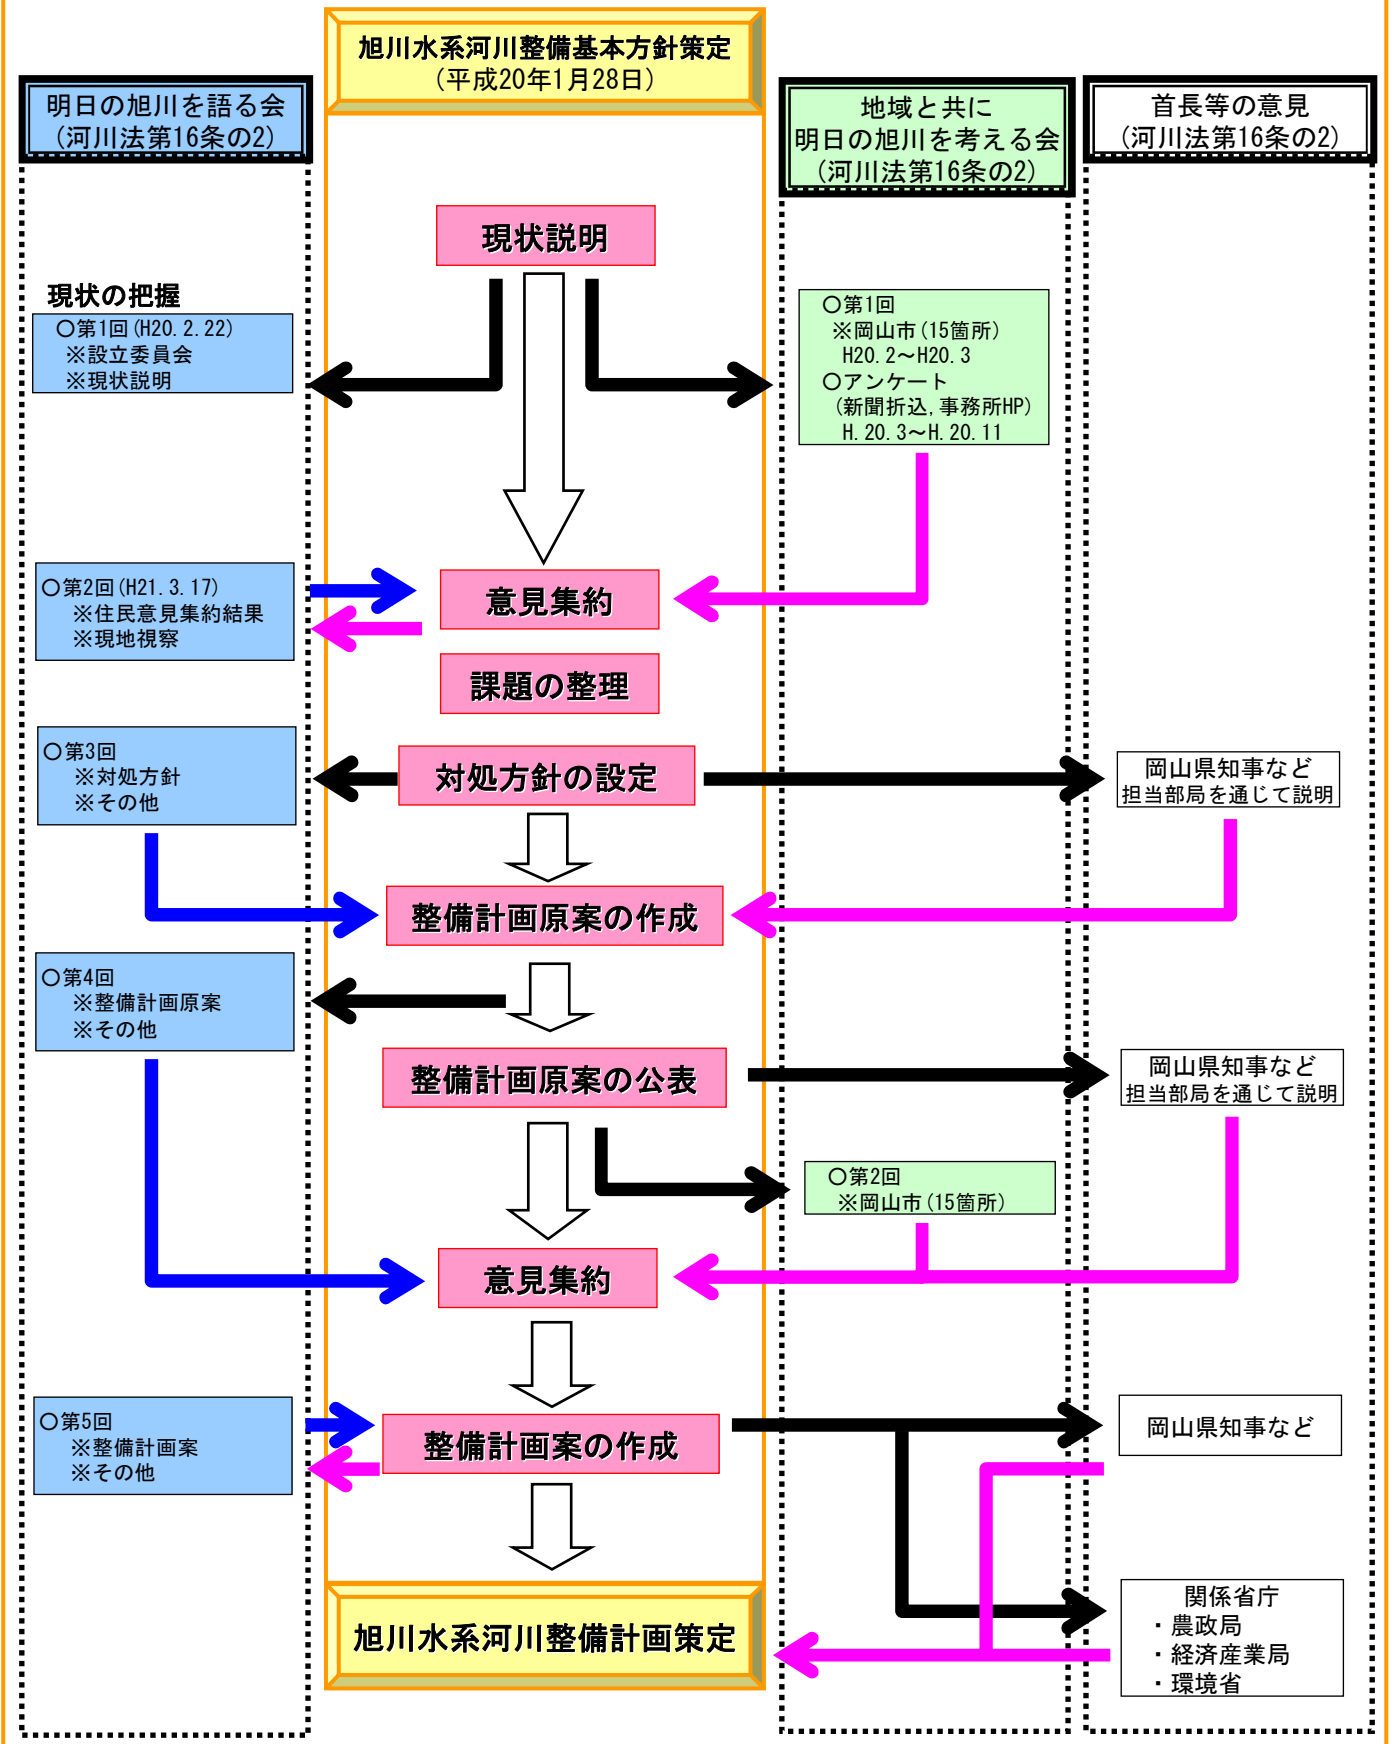 旭川水系河川整備基本方針策定
（平成20年1月28日）
明日の旭川を語る会
(河川法第16条の2)
地域と共に
明日の旭川を考える会
(河川法第16条の2)
首長等の意見
(河川法第16条の2)
現状説明
現状の把握
○第1回(H20.2.22)
※設立委員会
※現状説明
○第1回
※岡山市(15箇所)
H20.2～H20.3
○アンケート
(新聞折込,事務所HP)
H.20.3～H.20.11
○第2回(H21.3.17)
※住民意見集約結果
※現地視察
意見集約
課題の整理
○第3回
※対処方針
※その他
対処方針の設定
岡山県知事など
担当部局を通じて説明
整備計画原案の作成
○第4回
※整備計画原案
※その他
整備計画原案の公表
岡山県知事など
担当部局を通じて説明
○第2回
※岡山市(15箇所)
意見集約
○第5回
※整備計画案
※その他
整備計画案の作成
岡山県知事など
旭川水系河川整備計画策定
関係省庁
・農政局
・経済産業局
・環境省